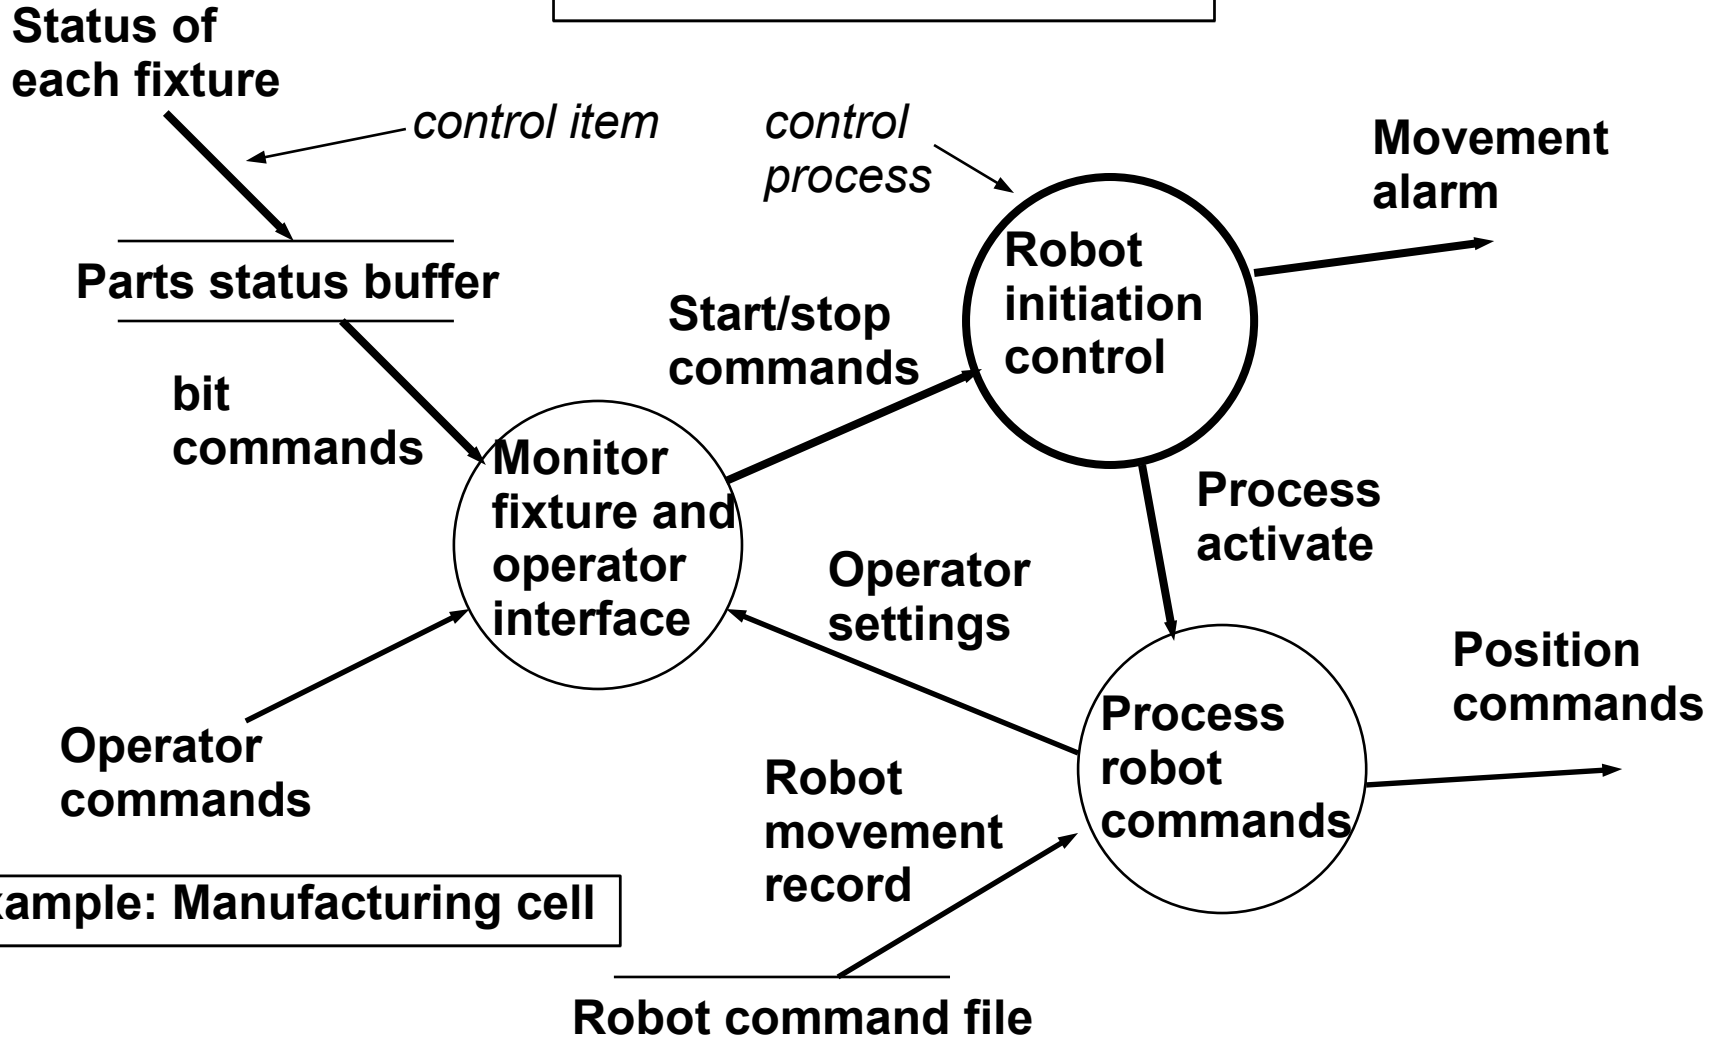 Status of
each fixture
control item
control
process
Movement
alarm
Parts status buffer
Robot
initiation
control
Start/stop
commands
bit
commands
Monitor
fixture and
operator
interface
Process
activate
Operator
settings
Position
commands
Operator
commands
Process
robot
commands
Robot
movement
record
xample: Manufacturing cell
Robot command file